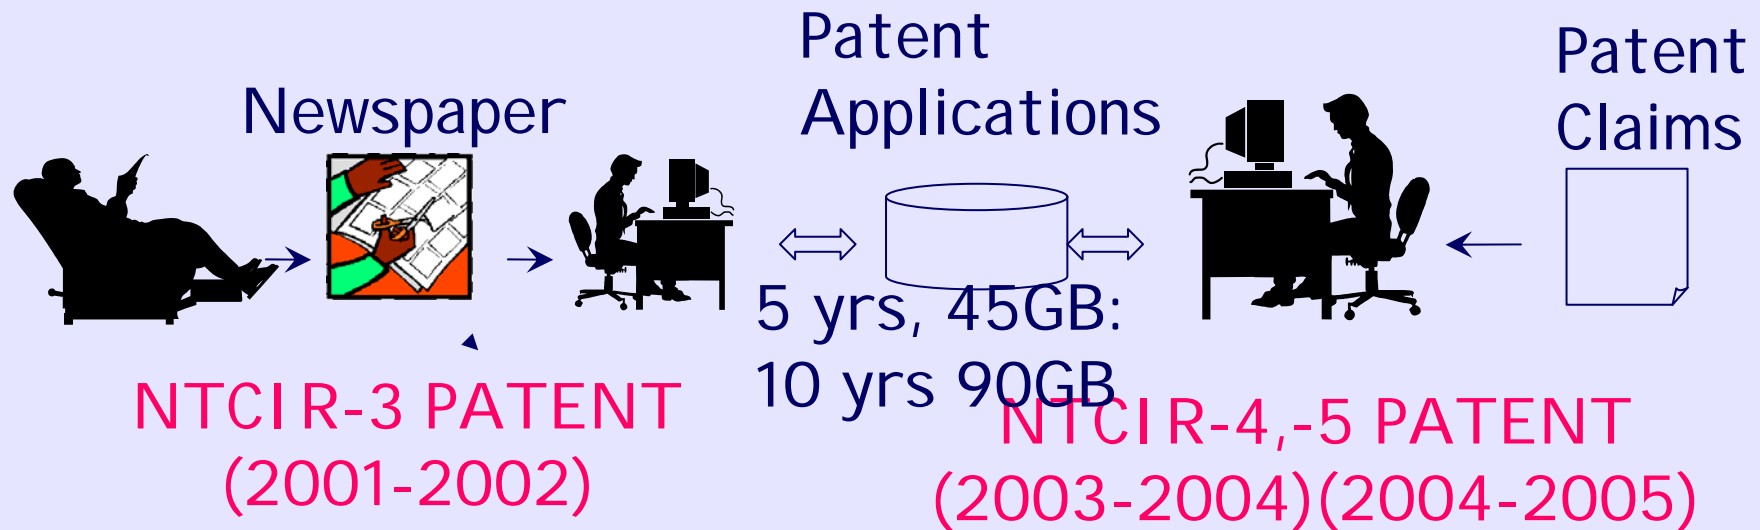 Newspaper
Patent
Applications
Patent
Claims
5 yrs, 45GB:
10 yrs 90GB
NTCIR-3 PATENT
(2001-2002)
NTCIR-4,-5 PATENT
(2003-2004)(2004-2005)